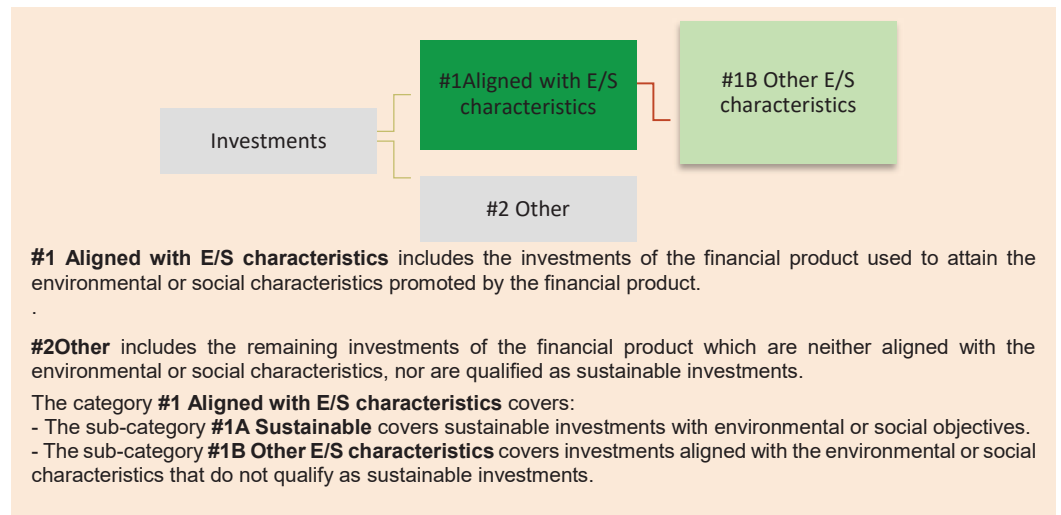 #1Aligned with E/S
characteristics
#1B Other E/S
characteristics
Investments
#2 Other
#1 Aligned with E/S characteristics includes the investments of the financial product used to attain the
environmental or social characteristics promoted by the financial product.
.
#2Other includes the remaining investments of the financial product which are neither aligned with the
environmental or social characteristics, nor are qualified as sustainable investments.
The category #1 Aligned with E/S characteristics covers:
- The sub-category #1A Sustainable covers sustainable investments with environmental or social objectives.
- The sub-category #1B Other E/S characteristics covers investments aligned with the environmental or social
characteristics that do not qualify as sustainable investments.